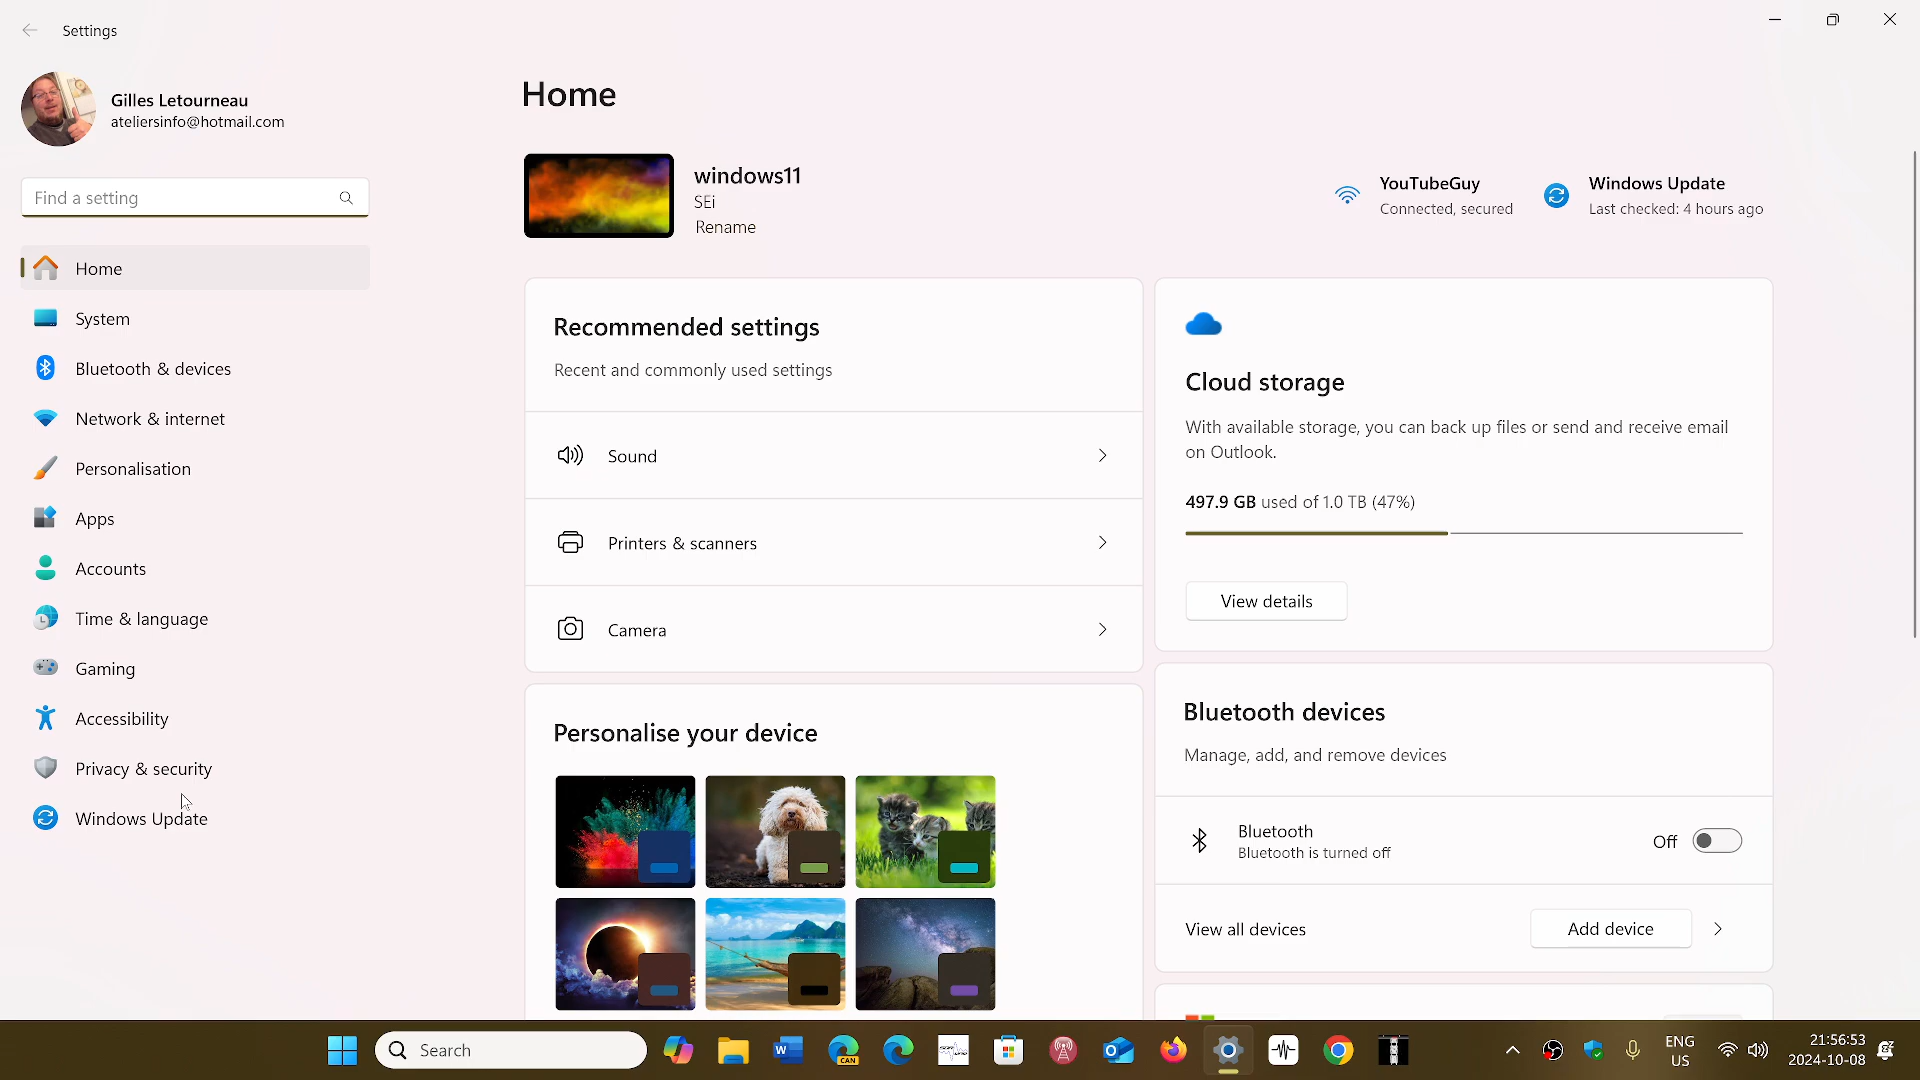 Settings
Gilles Letourneau
ateliersinfo@hotmail.com
Find a setting
Home
System
Bluetooth & devices
Network & internet
Personalisation
Apps
Accounts
Time & language
Gaming
Accessibility
Privacy & security
Windows Update
Home
windows11
SEi
Rename
YouTubeGuy
Connected, secured
Windows Update
Last checked: 4 hours ago
Recommended settings
Recent and commonly used settings
Sound
Printers & scanners
Camera
Personalise your device
Cloud storage
With available storage, you can back up files or send and receive email
on Outlook.
497.9 GB used of 1.0 TB (47%)
View details
Bluetooth devices
Manage, add, and remove devices
Bluetooth
Bluetooth is turned off
Off
View all devices
Add device
Search
W
CAN
ENG
US
21:56:53
2024-10-08